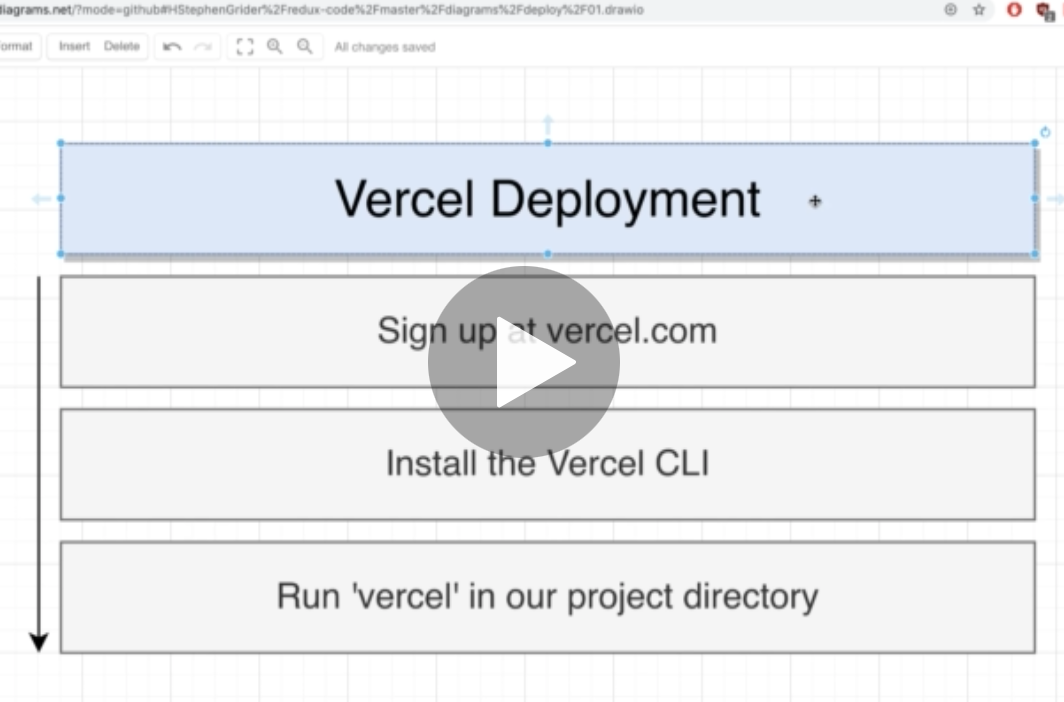 iagrams.net/?mode=github#HStephenGrider%2Fredux-code%2Fmaster%2Fdiagrams%2Fdeploy%2F01.drawio
ormat Insert Delete All changes saved
Vercel Deployment
Sign up at vercel.com
Install the Vercel CLI
Run 'vercel' in our project directory